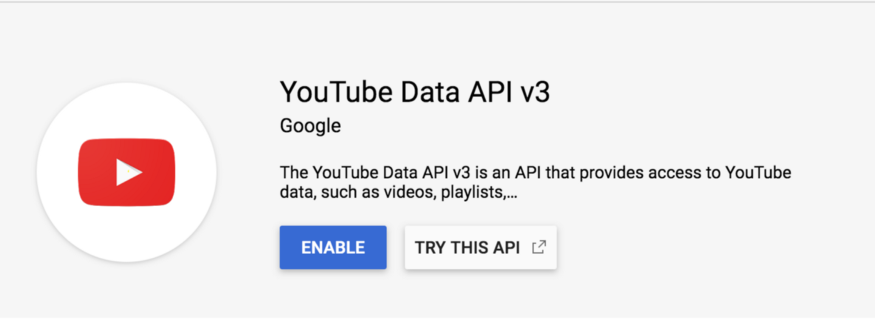 YouTube Data API v3
Google
The YouTube Data API v3 is an API that provides access to YouTube
data, such as videos, playlists,...
ENABLE
TRY THIS API